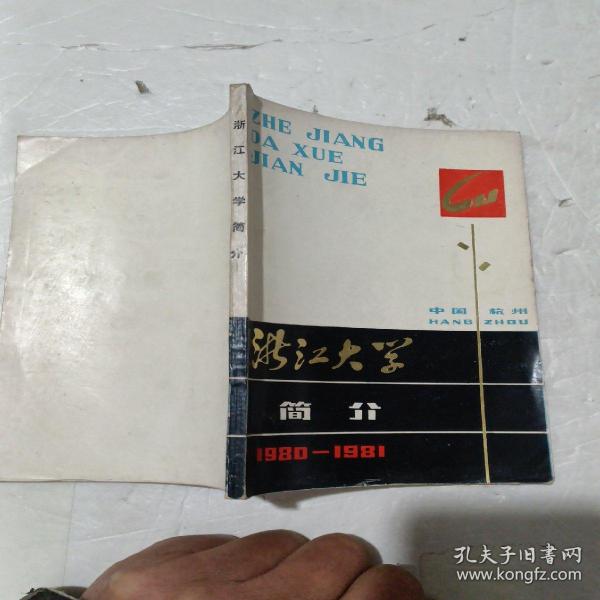 浙江大学简介
ZHE JIANG
DA XUE
JIAN JIE
中国 杭州
HANG ZHOU
浙江大学
简介
1980-1981
孔夫子旧书网
www.kongfz.com